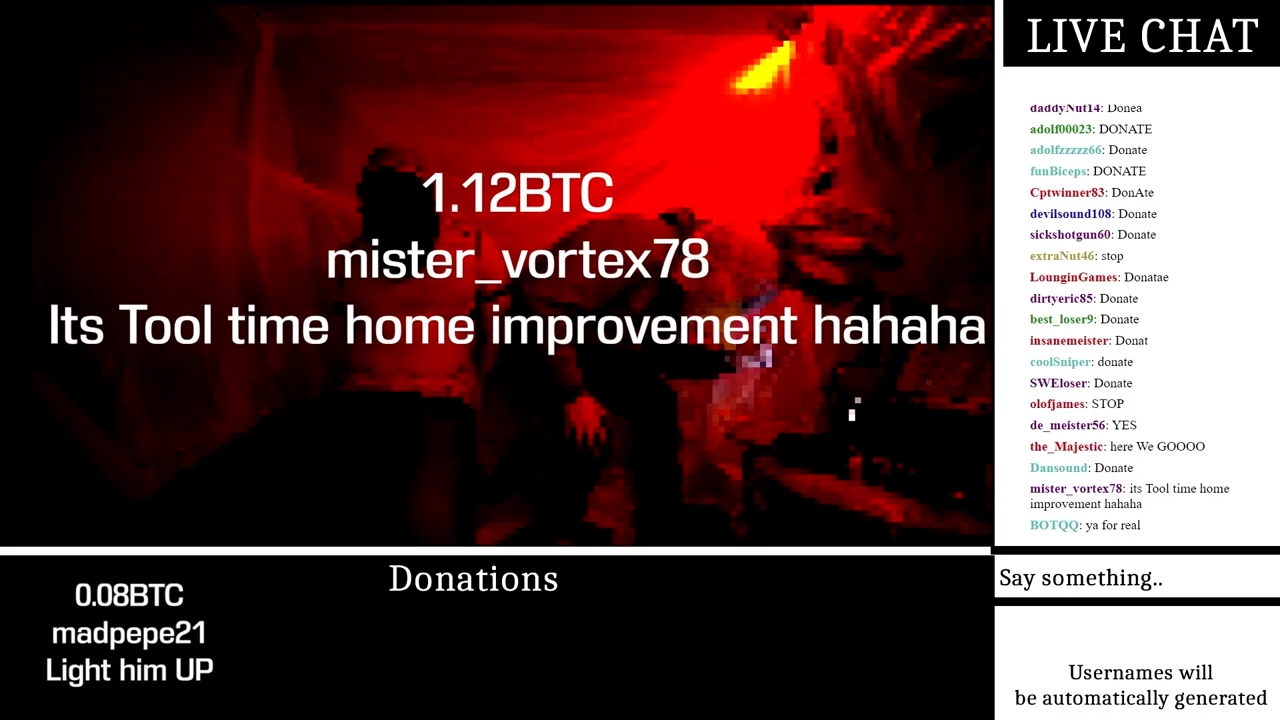 LIVE CHAT
1.12BTC
mister_vortex78
Its Tool time home improvement hahaha
daddyNut14: Donea
adolf00023: DONATE
adolfzzzzz66: Donate
funBiceps: DONATE
Cptwinner83: DonAte
devilsound108: Donate
sickshotgun60: Donate
extraNut46: stop
LounginGames: Donatae
dirtyeric85: Donate
best_loser9: Donate
insanemeister: Donat
coolSniper: donate
SWEloser: Donate
olofjames: STOP
de_meister56: YES
the_Majestic: here We GOOOO
Dansound: Donate
mister_vortex78: its Tool time home
improvement hahaha
BOTQQ: ya for real
Say something..
Donations
0.08BTC
madpepe21
Light him UP
Usernames will
be automatically generated